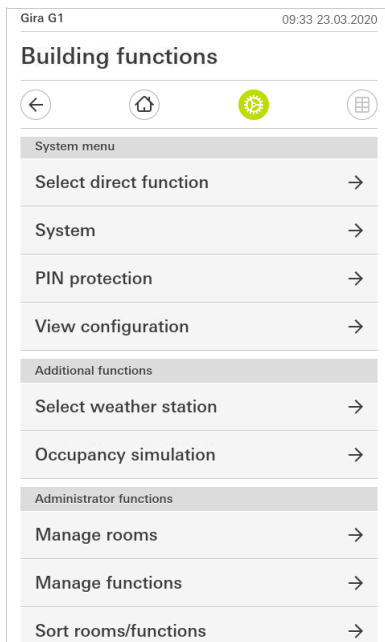 Gira G1 09:33 23.03.2020
Building functions
System menu
Select direct function
System
PIN protection
View configuration
Additional functions
Select weather station
Occupancy simulation
Administrator functions
Manage rooms
Manage functions
Sort rooms/functions